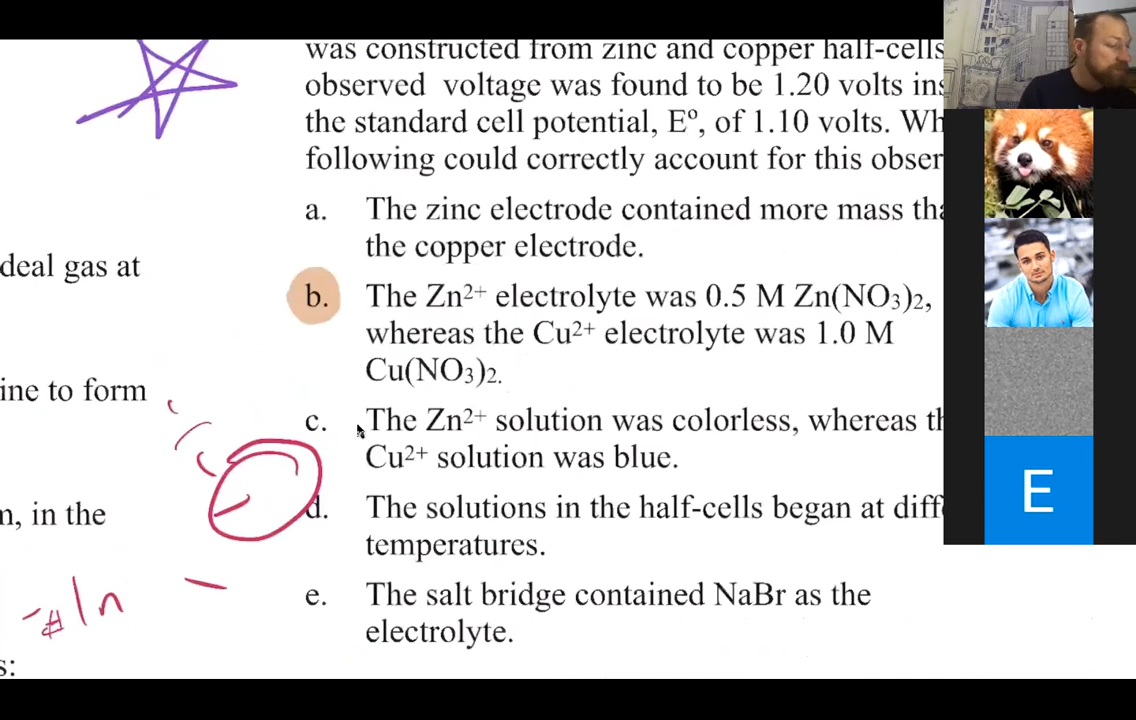 was constructed from zinc and copper half-cells
observed voltage was found to be 1.20 volts ins
the standard cell potential, Eº, of 1.10 volts. Wh
following could correctly account for this obser
a. The zinc electrode contained more mass tha
the copper electrode.
deal gas at
b. The Zn²⁺ electrolyte was 0.5 M Zn(NO₃)₂,
whereas the Cu²⁺ electrolyte was 1.0 M
Cu(NO₃)₂.
ine to form
c. The Zn²⁺ solution was colorless, whereas th
Cu²⁺ solution was blue.
d. The solutions in the half-cells began at diff
n, in the
temperatures.
e. The salt bridge contained NaBr as the
electrolyte.
-#ln
s:
E